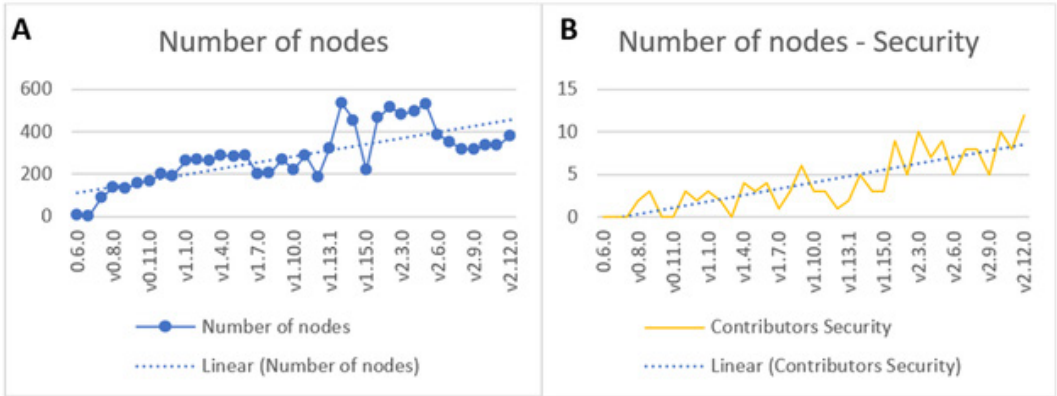 A
Number of nodes
600
400
200
0
0.6.0
v0.8.0
v0.11.0
v1.1.0
v1.4.0
v1.7.0
v1.10.0
v1.13.1
v1.15.0
v2.3.0
v2.6.0
v2.9.0
v2.12.0
Number of nodes
Linear (Number of nodes)
B
Number of nodes - Security
15
10
5
0
0.6.0
v0.8.0
v0.11.0
v1.1.0
v1.4.0
v1.7.0
v1.10.0
v1.13.1
v1.15.0
v2.3.0
v2.6.0
v2.9.0
v2.12.0
Contributors Security
Linear (Contributors Security)